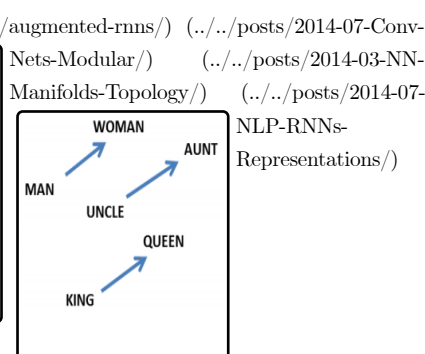 /augmented-rnns/) (../../posts/2014-07-Conv-
Nets-Modular/) (../../posts/2014-03-NN-
Manifolds-Topology/) (../../posts/2014-07-
NLP-RNNs-
Representations/)
WOMAN
AUNT
MAN
UNCLE
QUEEN
KING